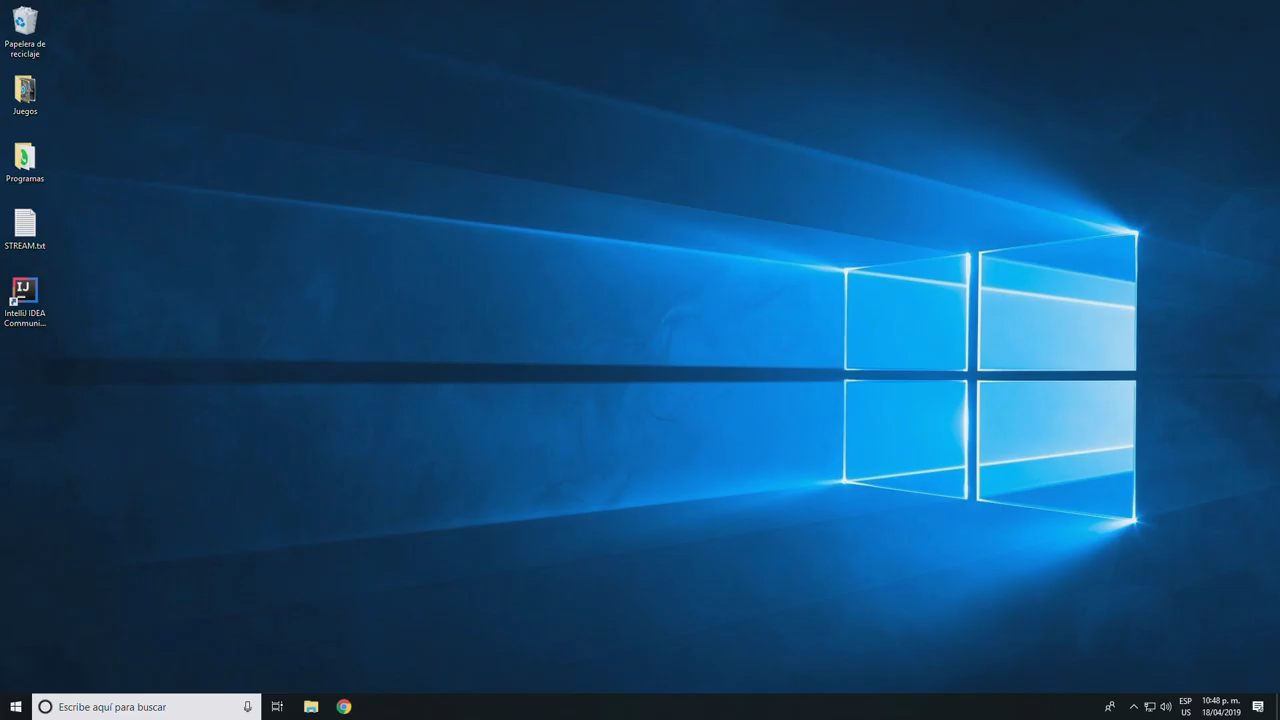 Papelera de
reciclaje
Juegos
Programas
STREAM.txt
IJ
IntelliJ IDEA
Communi...
Escribe aquí para buscar
ESP
US
10:48 p. m.
18/04/2019